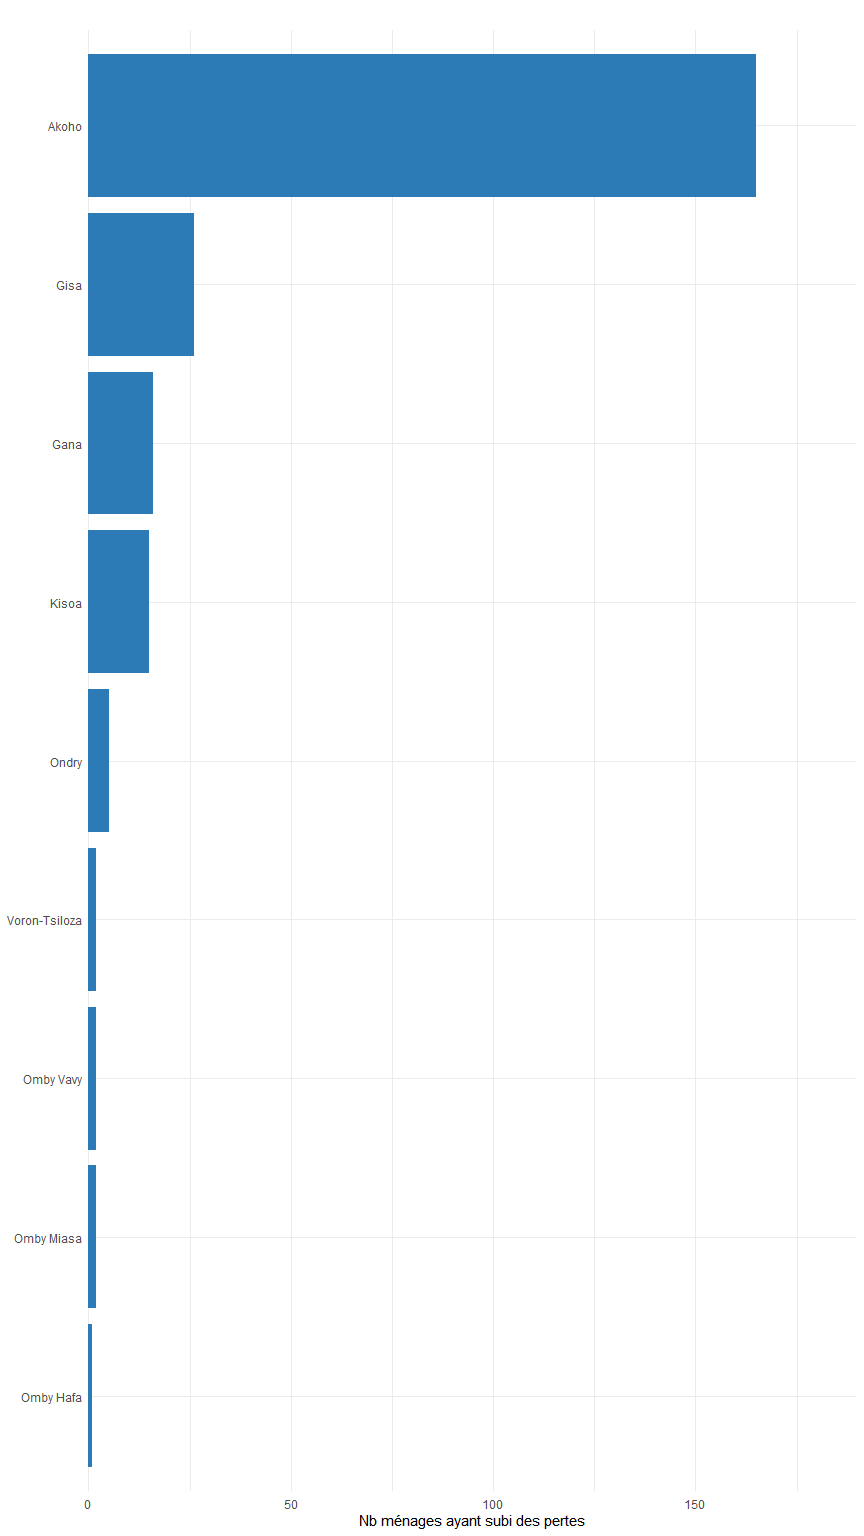 Akoho
Gisa
Gana
Kisoa
Ondry
Voron-Tsiloza
Omby Vavy
Omby Miasa
Omby Hafa
0 50 100 150
Nb ménages ayant subi des pertes